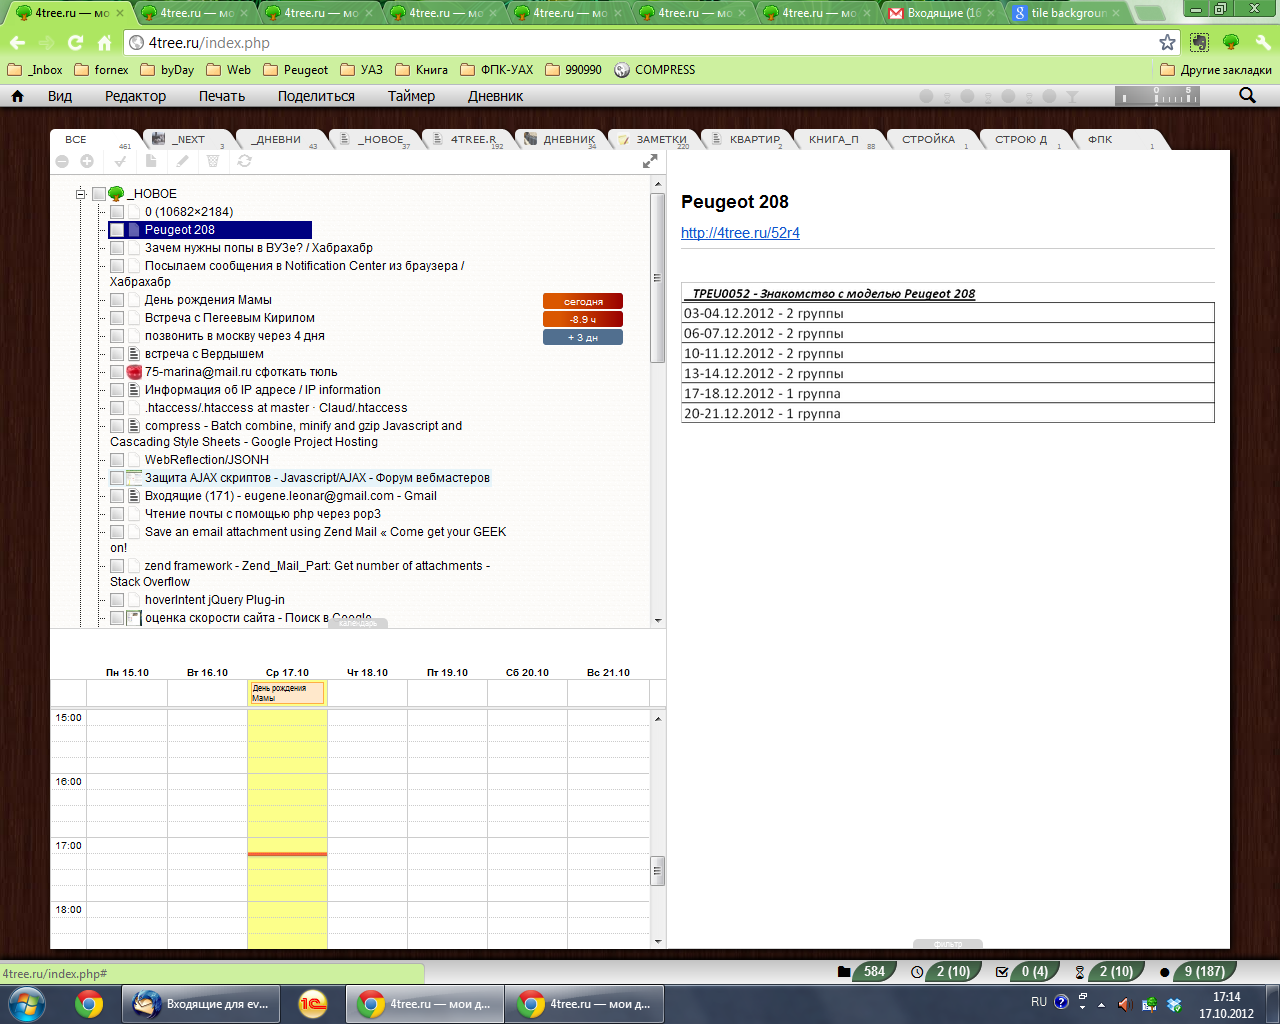 4tree.ru — мо
4tree.ru — мо
4tree.ru — мо
4tree.ru — мо
4tree.ru — мо
4tree.ru — мо
4tree.ru — мо
Входящие (16
tile backgroun
4tree.ru/index.php
_Inbox
fornex
byDay
Web
Peugeot
УАЗ
Книга
ФПК-УАХ
990990
COMPRESS
Другие закладки
Вид
Редактор
Печать
Поделиться
Таймер
Дневник
0 5
ВСЕ 461
_NEXT 3
_ДНЕВНИ 43
_НОВОЕ 37
4TREE.R 192
ДНЕВНИК 34
ЗАМЕТКИ 220
КВАРТИР 2
КНИГА_П 88
СТРОЙКА 1
СТРОЮ Д 1
ФПК 1
_НОВОЕ
0 (10682×2184)
Peugeot 208
Зачем нужны попы в ВУЗе? / Хабрахабр
Посылаем сообщения в Notification Center из браузера /
Хабрахабр
День рождения Мамы
сегодня
Встреча с Пегеевым Кирилом
-8.9 ч
позвонить в москву через 4 дня
+ 3 дн
встреча с Вердышем
75-marina@mail.ru сфоткать тюль
Информация об IP адресе / IP information
.htaccess/.htaccess at master · Claud/.htaccess
compress - Batch combine, minify and gzip Javascript and
Cascading Style Sheets - Google Project Hosting
WebReflection/JSONH
Защита AJAX скриптов - Javascript/AJAX - Форум вебмастеров
Входящие (171) - eugene.leonar@gmail.com - Gmail
Чтение почты с помощью php через pop3
Save an email attachment using Zend Mail « Come get your GEEK
on!
zend framework - Zend_Mail_Part: Get number of attachments -
Stack Overflow
hoverIntent jQuery Plug-in
оценка скорости сайта - Поиск в Google
календарь
Peugeot 208
http://4tree.ru/52r4
TPEU0052 - Знакомство с моделью Peugeot 208
03-04.12.2012 - 2 группы
06-07.12.2012 - 2 группы
10-11.12.2012 - 2 группы
13-14.12.2012 - 2 группы
17-18.12.2012 - 1 группа
20-21.12.2012 - 1 группа
Пн 15.10
Вт 16.10
Ср 17.10
Чт 18.10
Пт 19.10
Сб 20.10
Вс 21.10
День рождения
Мамы
15:00
16:00
17:00
18:00
фильтр
4tree.ru/index.php#
584
2 (10)
0 (4)
2 (10)
9 (187)
Входящие для ev...
4tree.ru — мои д...
4tree.ru — мои д...
RU
17:14
17.10.2012